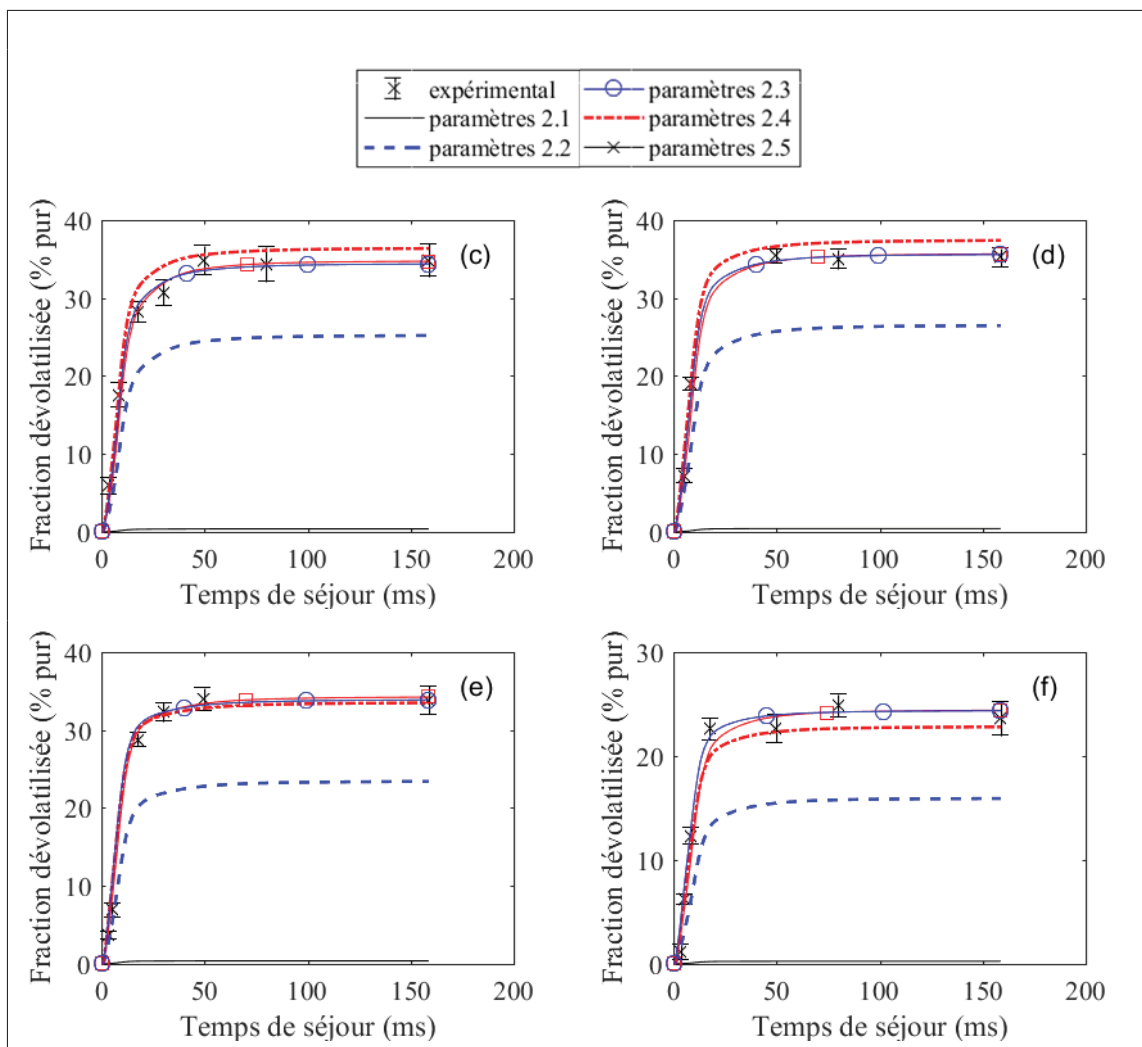 expérimental
paramètres 2.1
paramètres 2.2
paramètres 2.3
paramètres 2.4
paramètres 2.5
Fraction dévolatilisée (% pur)
40
30
20
10
0
(c)
0 50 100 150 200
Temps de séjour (ms)
Fraction dévolatilisée (% pur)
40
30
20
10
0
(d)
0 50 100 150 200
Temps de séjour (ms)
Fraction dévolatilisée (% pur)
40
30
20
10
0
(e)
0 50 100 150 200
Temps de séjour (ms)
Fraction dévolatilisée (% pur)
30
20
10
0
(f)
0 50 100 150 200
Temps de séjour (ms)